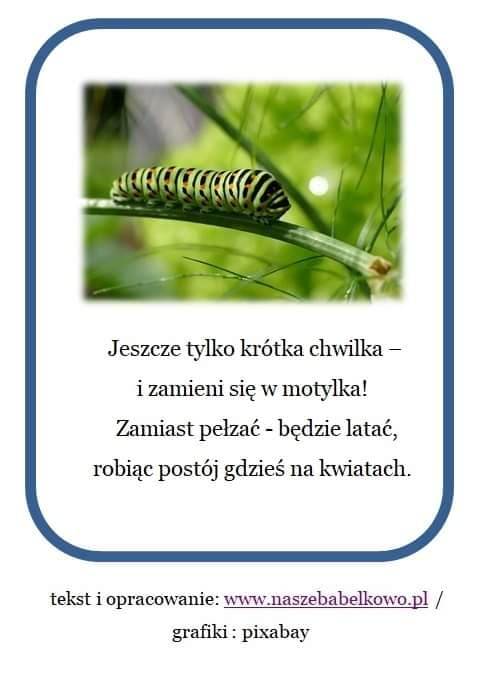 Jeszcze tylko krótka chwilka –
i zamieni się w motylka!
Zamiast pełzać - będzie latać,
robiąc postój gdzieś na kwiatach.
tekst i opracowanie: www.naszebabelkowo.pl /
grafiki : pixabay